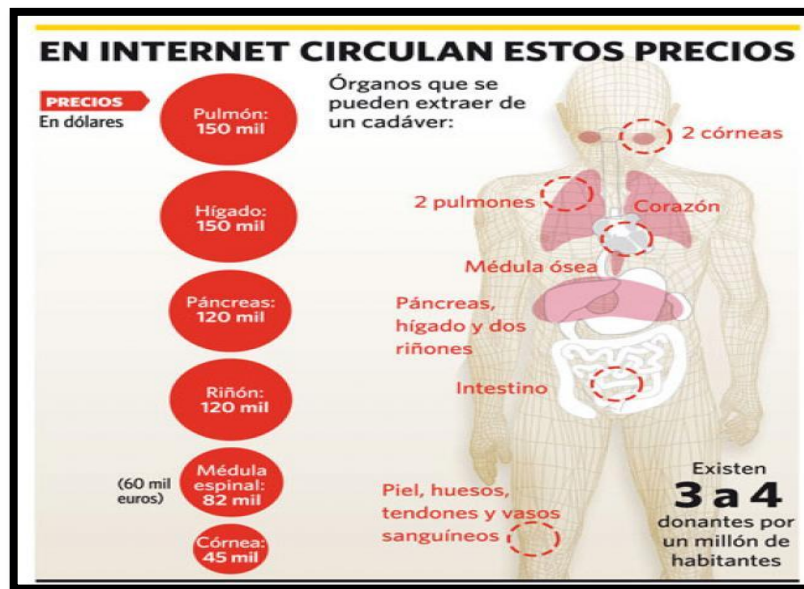 EN INTERNET CIRCULAN ESTOS PRECIOS
PRECIOS
En dólares
Pulmón:
150 mil
Hígado:
150 mil
Páncreas:
120 mil
Riñón:
120 mil
(60 mil
euros)
Médula
espinal:
82 mil
Córnea:
45 mil
Órganos que se
pueden extraer de
un cadáver:
2 córneas
2 pulmones
Corazón
Médula ósea
Páncreas,
hígado y dos
riñones
Intestino
Piel, huesos,
tendones y vasos
sanguíneos
Existen
3 a 4
donantes por
un millón de
habitantes